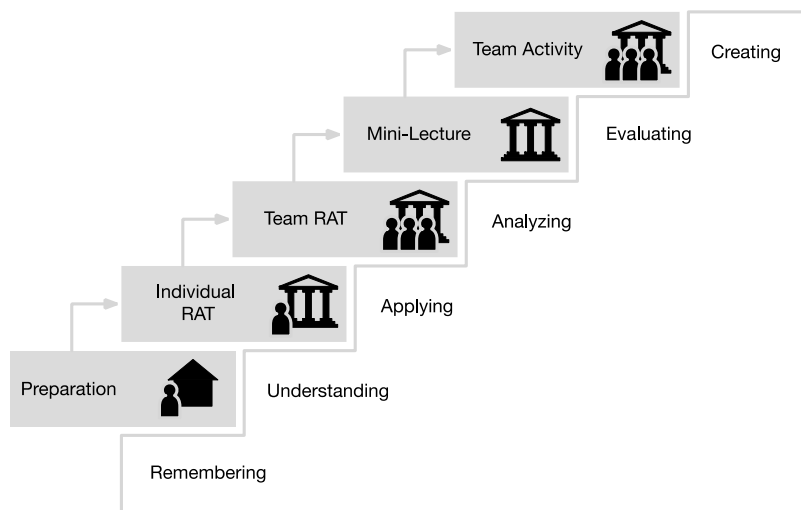 Team Activity
Creating
Mini-Lecture
Evaluating
Team RAT
Analyzing
Individual
RAT
Applying
Preparation
Understanding
Remembering